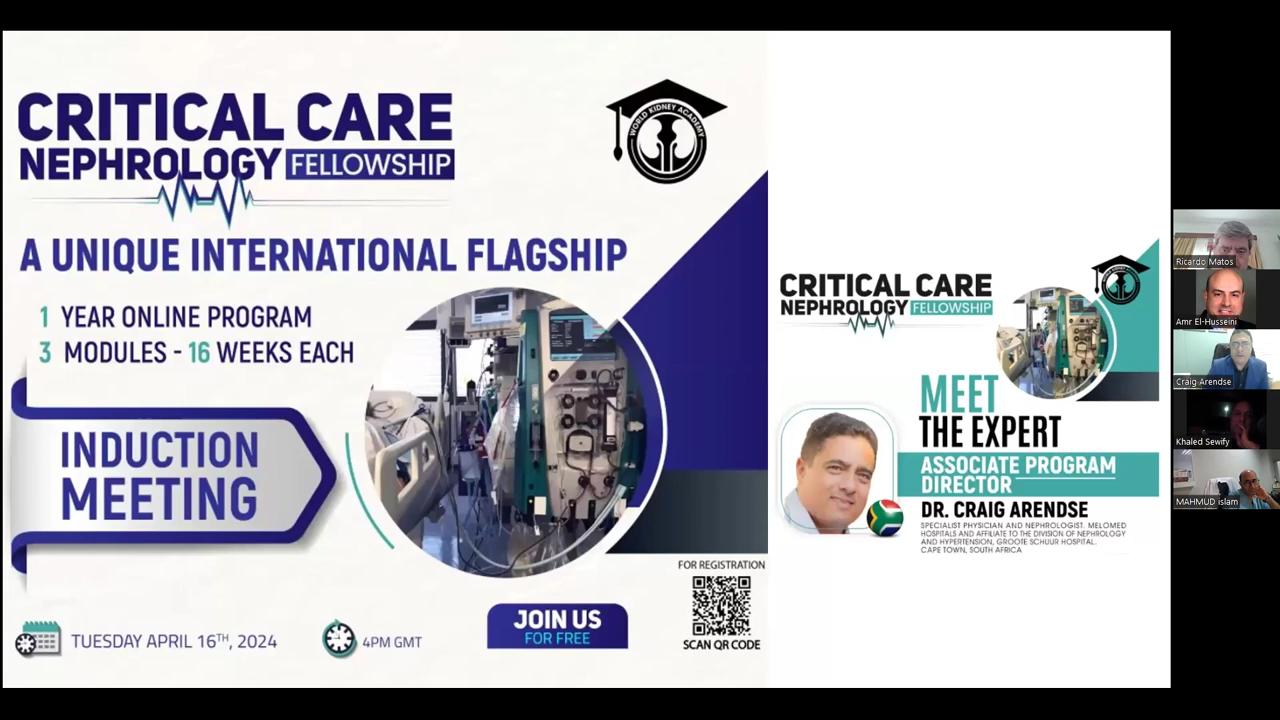 CRITICAL CARE
NEPHROLOGY FELLOWSHIP
WORLD KIDNEY ACADEMY
A UNIQUE INTERNATIONAL FLAGSHIP
1 YEAR ONLINE PROGRAM
3 MODULES - 16 WEEKS EACH
INDUCTION
MEETING
FOR REGISTRATION
SCAN QR CODE
JOIN US
FOR FREE
TUESDAY APRIL 16TH, 2024
4PM GMT
CRITICAL CARE
NEPHROLOGY FELLOWSHIP
MEET
THE EXPERT
ASSOCIATE PROGRAM
DIRECTOR
DR. CRAIG ARENDSE
SPECIALIST PHYSICIAN AND NEPHROLOGIST. MELOMED
HOSPITALS AND AFFILIATE TO THE DIVISION OF NEPHROLOGY
AND HYPERTENSION, GROOTE SCHUUR HOSPITAL.
CAPE TOWN, SOUTH AFRICA
Ricardo Matos
Amr El-Husseini
Craig Arendse
Khaled Sewify
MAHMUD islam